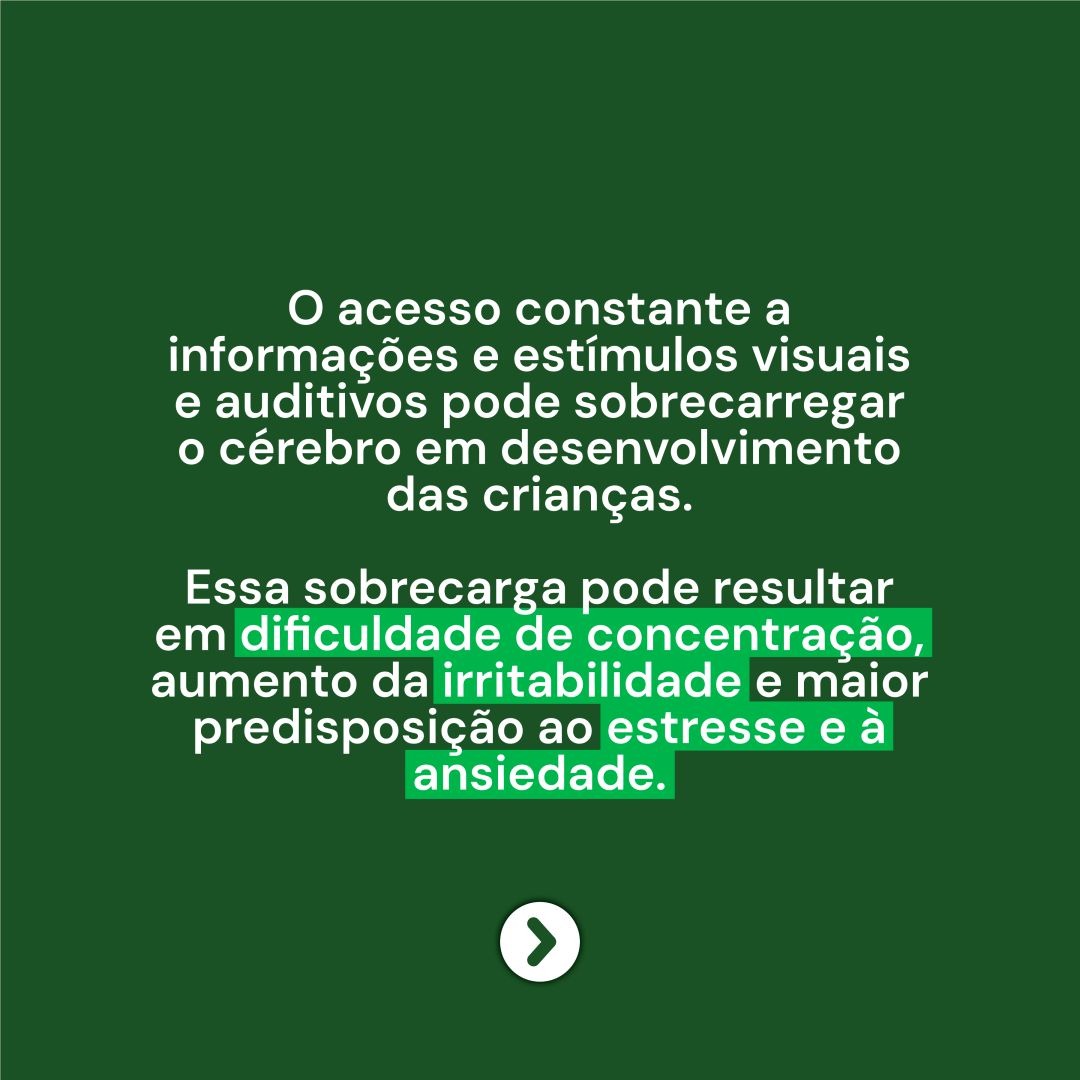 O acesso constante a
informações e estímulos visuais
e auditivos pode sobrecarregar
o cérebro em desenvolvimento
das crianças.
Essa sobrecarga pode resultar
em dificuldade de concentração,
aumento da irritabilidade e maior
predisposição ao estresse e à
ansiedade.